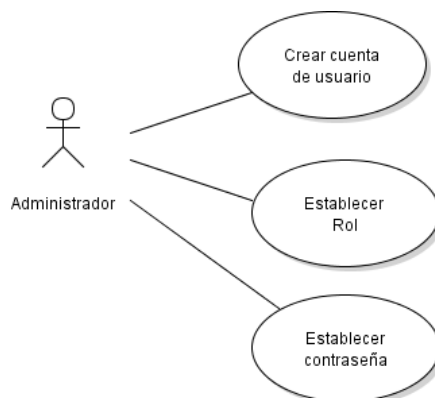 Crear cuenta
de usuario
Administrador
Establecer
Rol
Establecer
contraseña